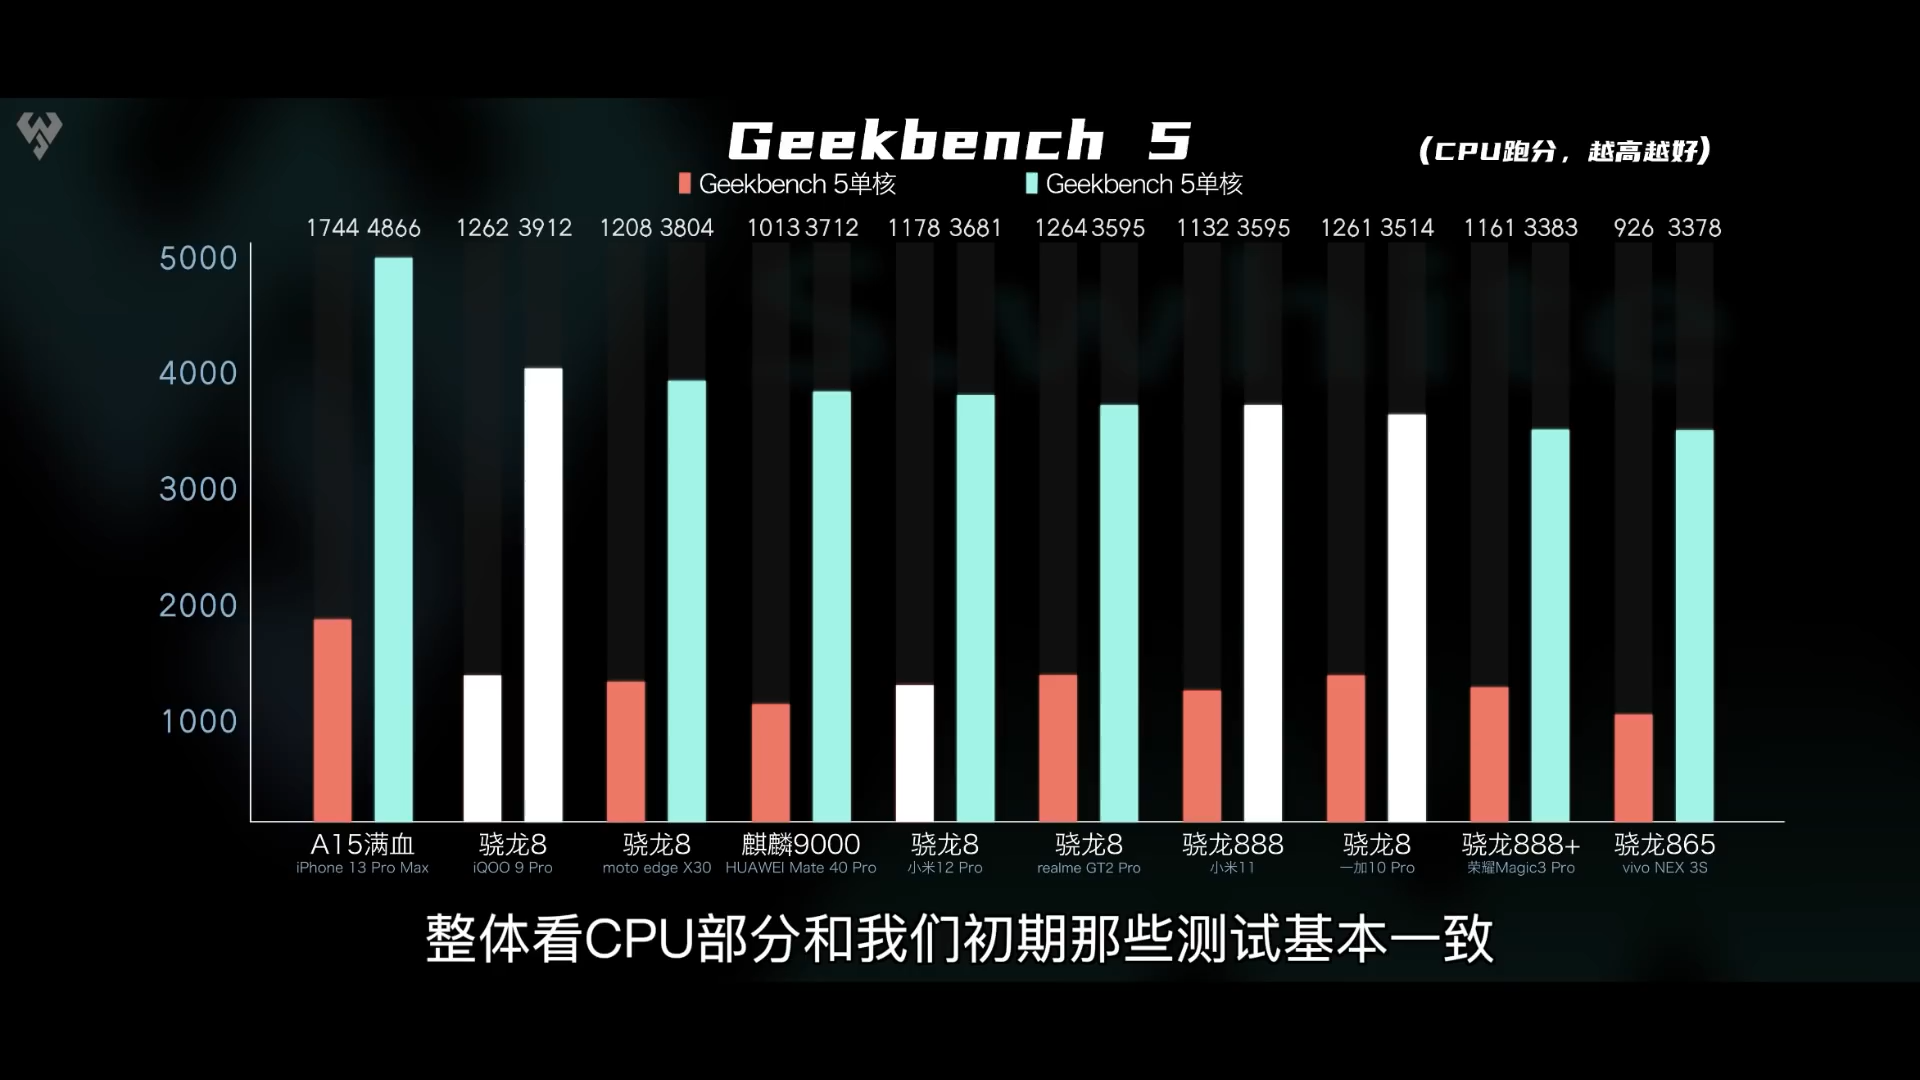 Geekbench 5
(CPU跑分，越高越好)
Geekbench 5单核 Geekbench 5单核
1744 4866 1262 3912 1208 3804 1013 3712 1178 3681 1264 3595 1132 3595 1261 3514 1161 3383 926 3378
5000
4000
3000
2000
1000
A15满血 骁龙8 骁龙8 麒麟9000 骁龙8 骁龙8 骁龙888 骁龙8 骁龙888+ 骁龙865
iPhone 13 Pro Max iQOO 9 Pro moto edge X30 HUAWEI Mate 40 Pro 小米12 Pro realme GT2 Pro 小米11 一加10 Pro 荣耀Magic3 Pro vivo NEX 3S
整体看CPU部分和我们初期那些测试基本一致